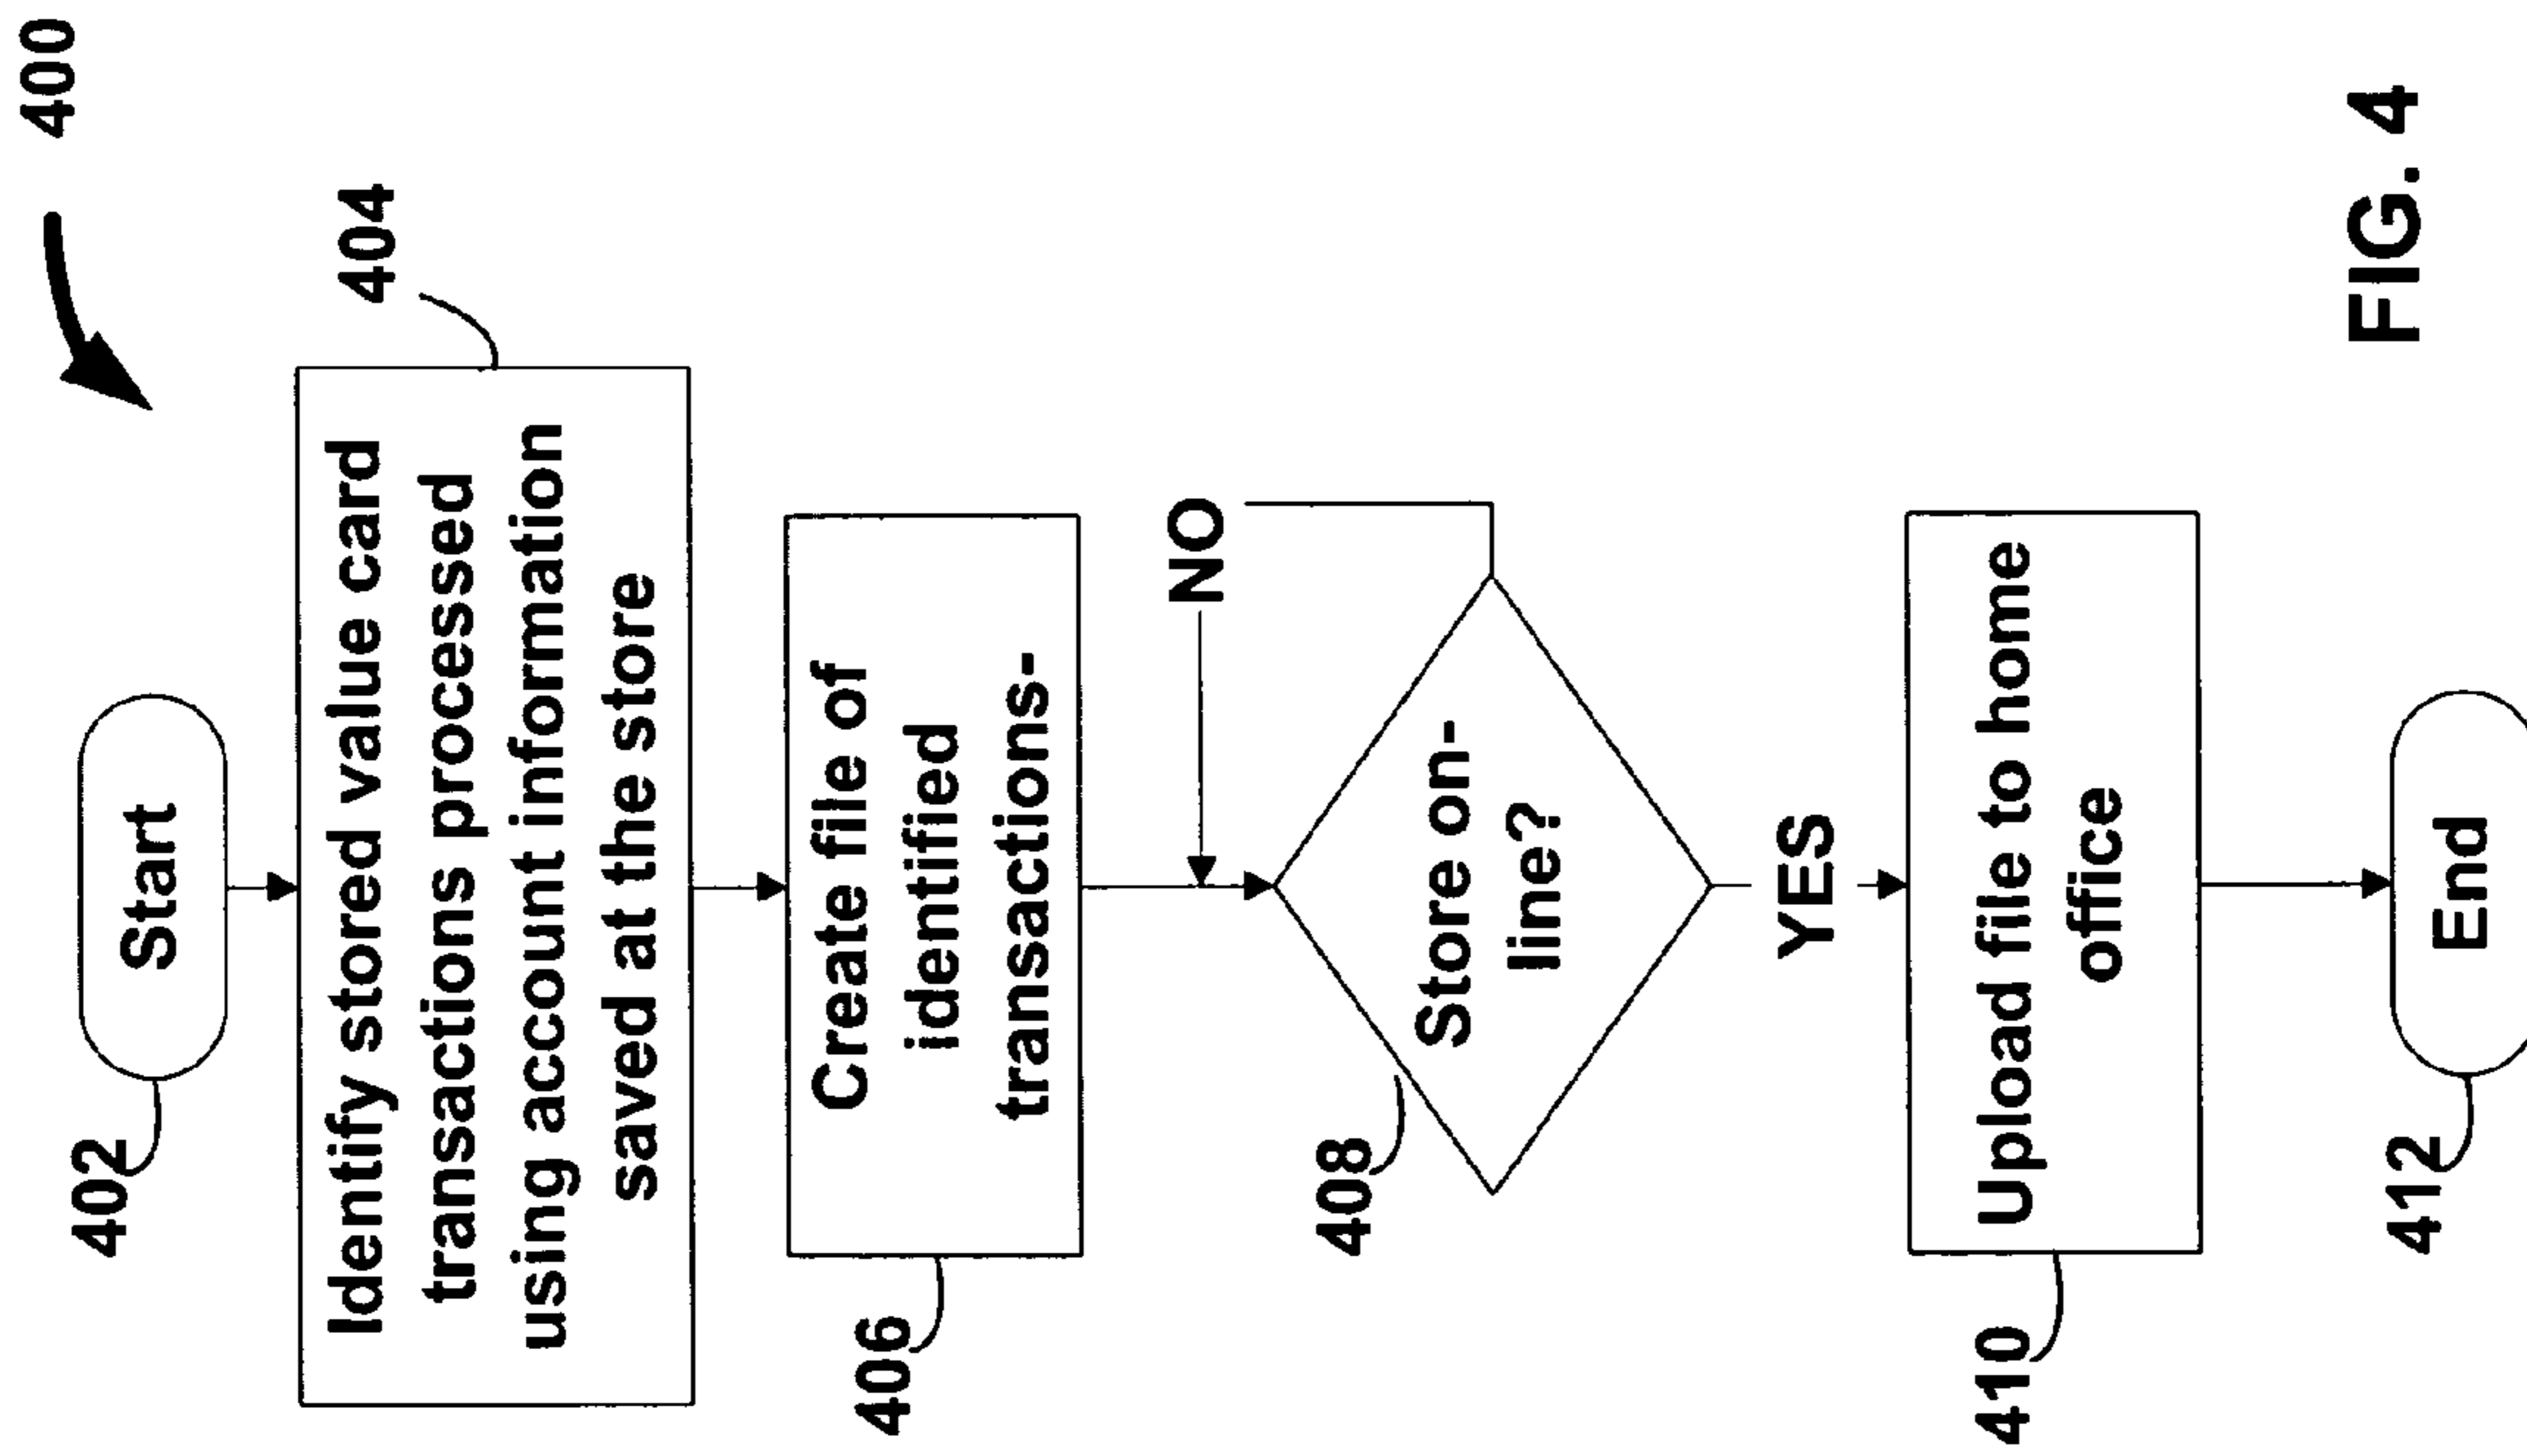 400
402
Start
404
Identify stored value card
transactions processed
using account information
saved at the store
406
Create file of
identified
transactions-
NO
408
Store on-
line?
YES
410
Upload file to home
office
412
End
FIG. 4